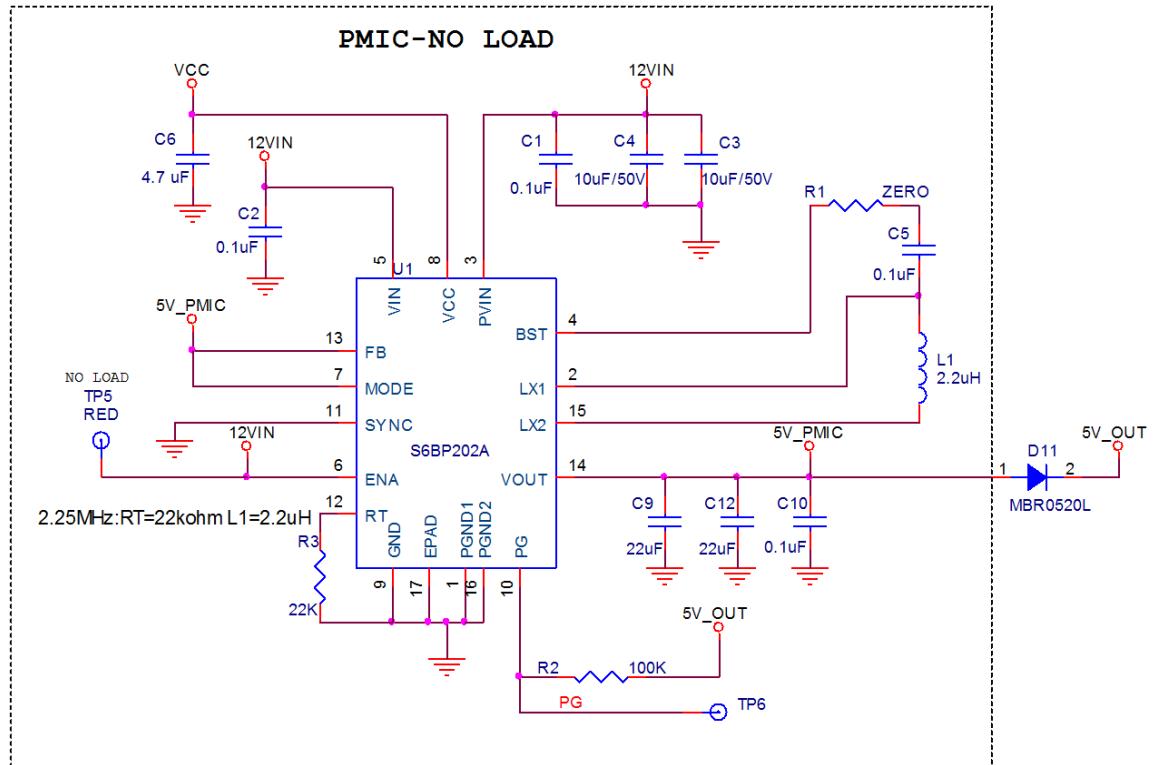 PMIC-NO LOAD
VCC
12VIN
C6
4.7 uF
12VIN
C1
0.1uF
C4
10uF/50V
C3
10uF/50V
R1
ZERO
C2
0.1uF
C5
0.1uF
5
8
3
U1
VIN
VCC
PVIN
5V_PMIC
BST
4
13
FB
L1
2.2uH
NO LOAD
TP5
RED
7
MODE
LX1
2
11
SYNC
LX2
15
12VIN
S6BP202A
5V_PMIC
5V_OUT
D11
6
ENA
VOUT
14
1
2
MBR0520L
2.25MHz:RT=22kohm L1=2.2uH
12
RT
C9
22uF
C12
22uF
C10
0.1uF
R3
22K
GND
EPAD
PGND1
PGND2
PG
9
17
1
16
10
5V_OUT
R2
100K
PG
TP6